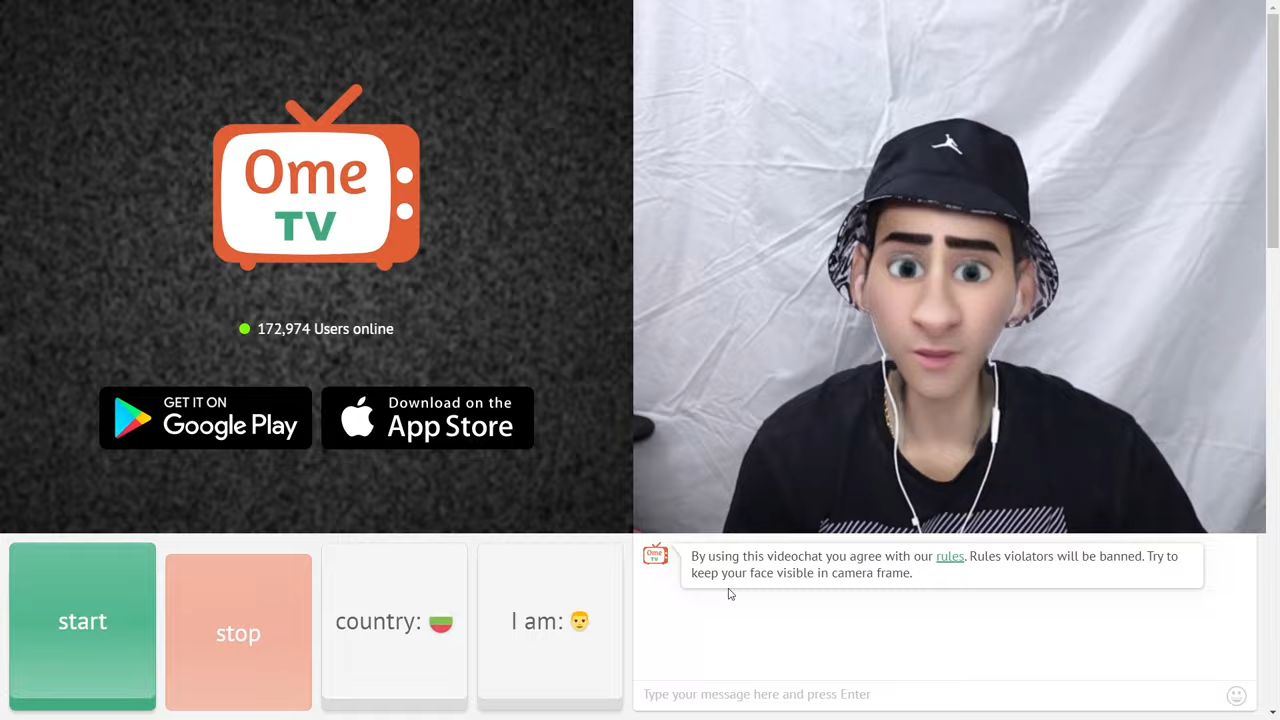 Ome
TV
172,974 Users online
GET IT ON
Google Play
Download on the
App Store
Ome
TV
By using this videochat you agree with our rules. Rules violators will be banned. Try to
keep your face visible in camera frame.
start
stop
country:
I am:
Type your message here and press Enter